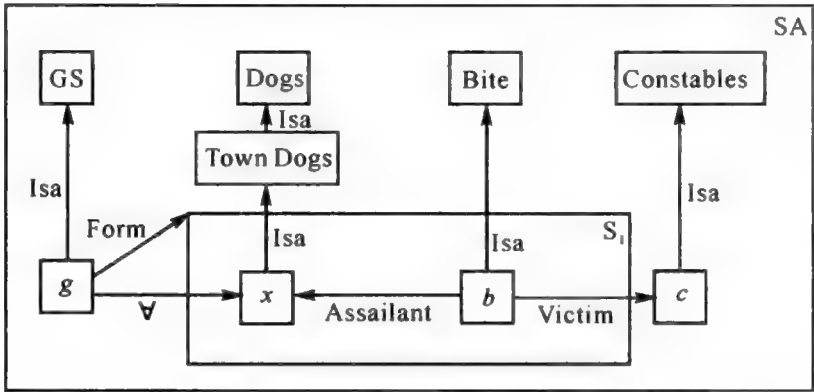 SA
GS Dogs Bite Constables
Isa
Town Dogs
Isa Form Isa Isa Isa
S₁
g x b c
∀ Assailant Victim